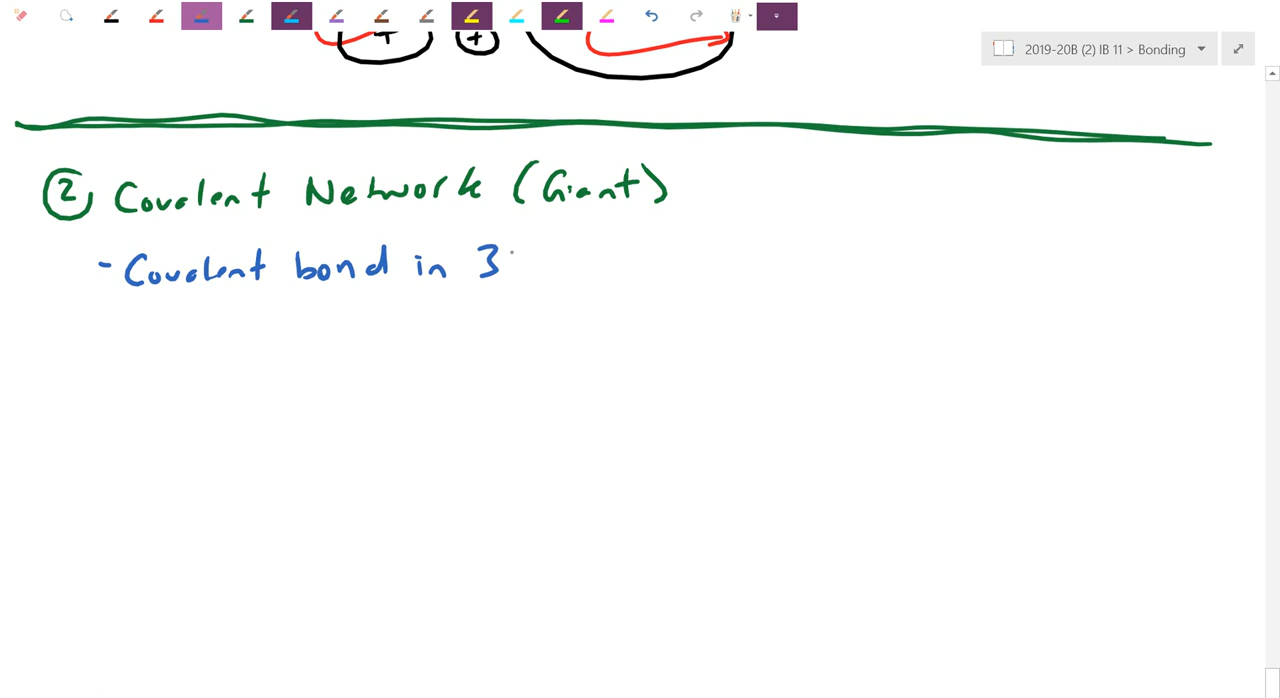 2019-20B (2) IB 11 > Bonding
+ +
② Covalent Network (Giant)
- Covalent bond in 3